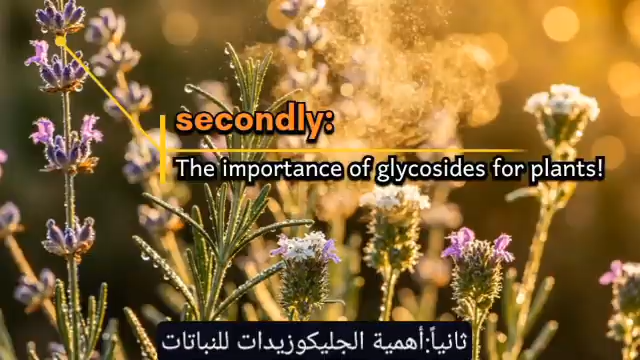 secondly:
The importance of glycosides for plants!
ثانياً:أهمية الجليكوزيدات للنباتات